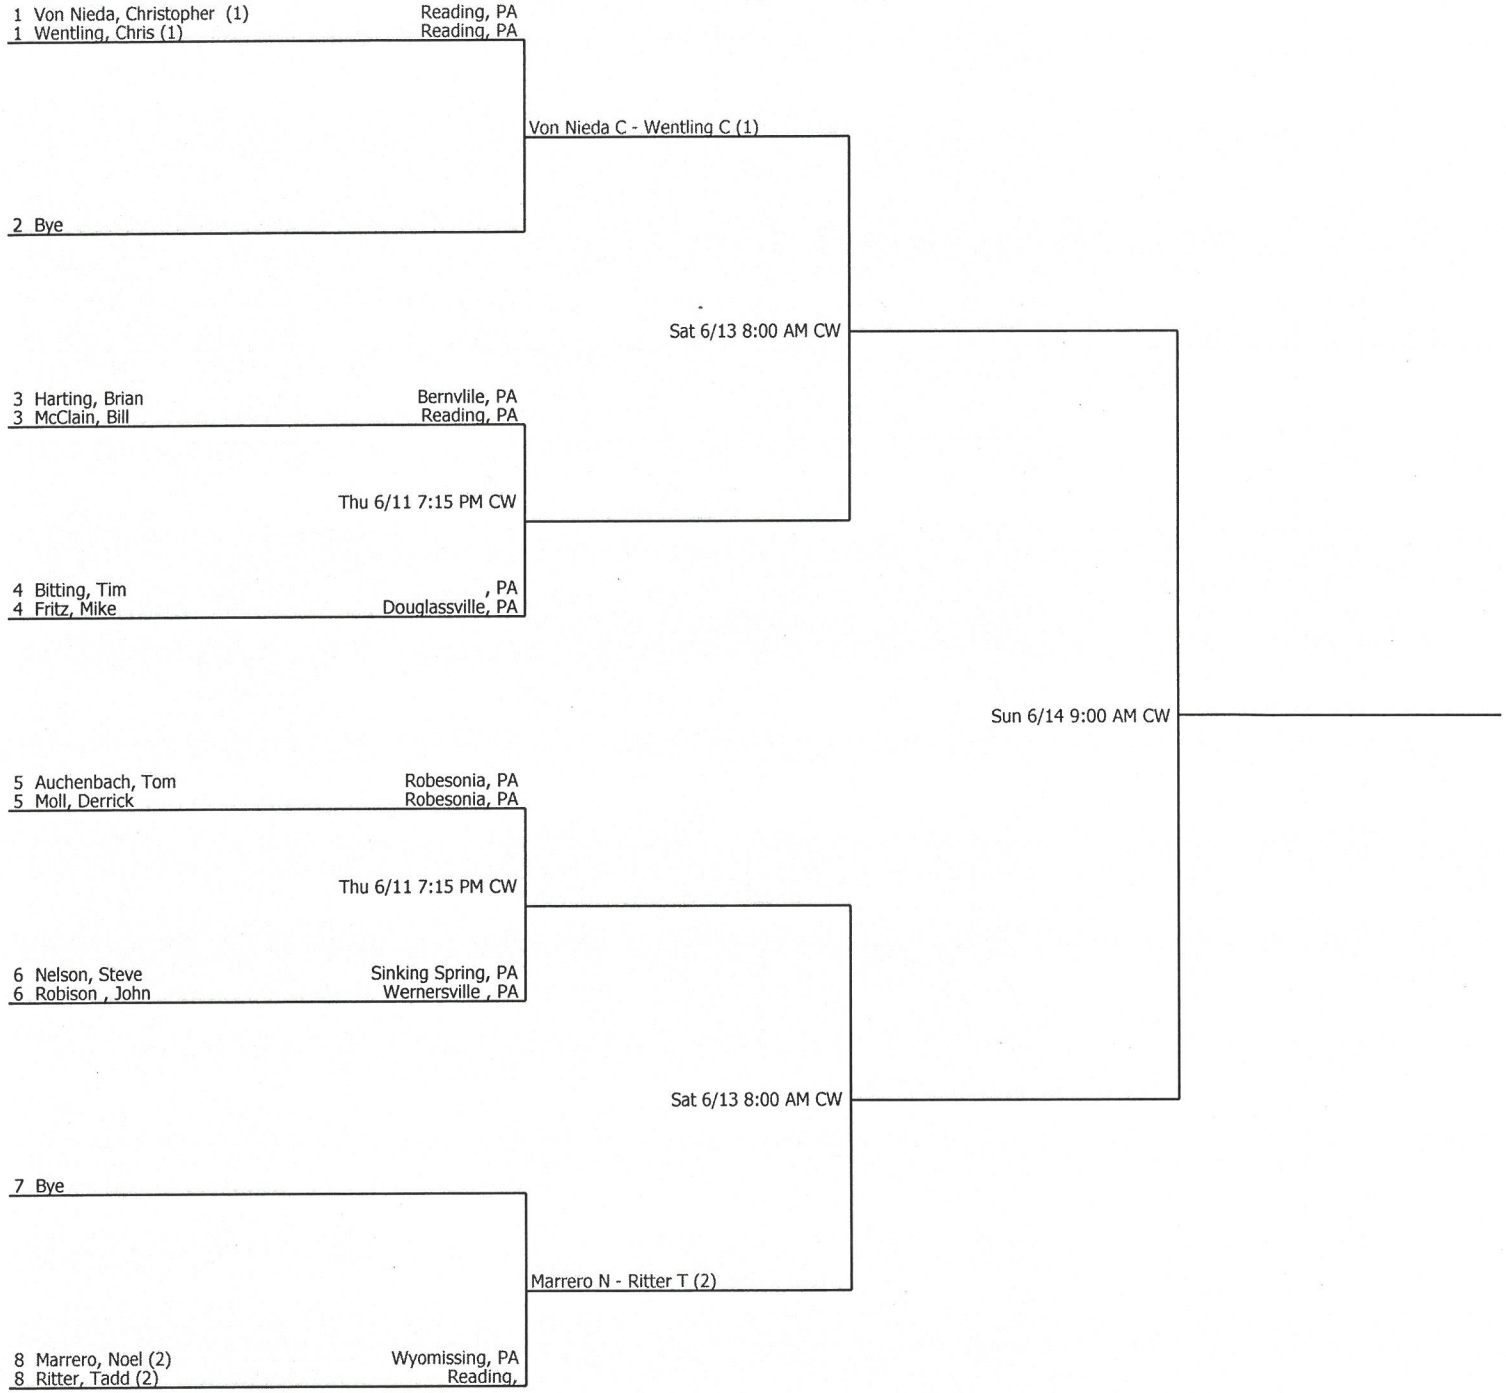 1 Von Nieda, Christopher (1) Reading, PA
1 Wentling, Chris (1) Reading, PA
Von Nieda C - Wentling C (1)
2 Bye
Sat 6/13 8:00 AM CW
3 Harting, Brian Bernvlile, PA
3 McClain, Bill Reading, PA
Thu 6/11 7:15 PM CW
4 Bitting, Tim , PA
4 Fritz, Mike Douglassville, PA
Sun 6/14 9:00 AM CW
5 Auchenbach, Tom Robesonia, PA
5 Moll, Derrick Robesonia, PA
Thu 6/11 7:15 PM CW
6 Nelson, Steve Sinking Spring, PA
6 Robison , John Wernersville , PA
Sat 6/13 8:00 AM CW
7 Bye
Marrero N - Ritter T (2)
8 Marrero, Noel (2) Wyomissing, PA
8 Ritter, Tadd (2) Reading,